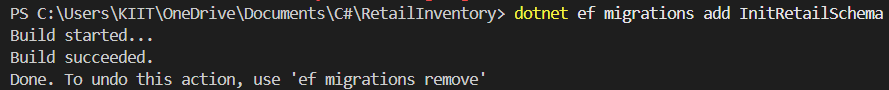 PS C:\Users\KIIT\OneDrive\Documents\C#\RetailInventory> dotnet ef migrations add InitRetailSchema
Build started...
Build succeeded.
Done. To undo this action, use 'ef migrations remove'